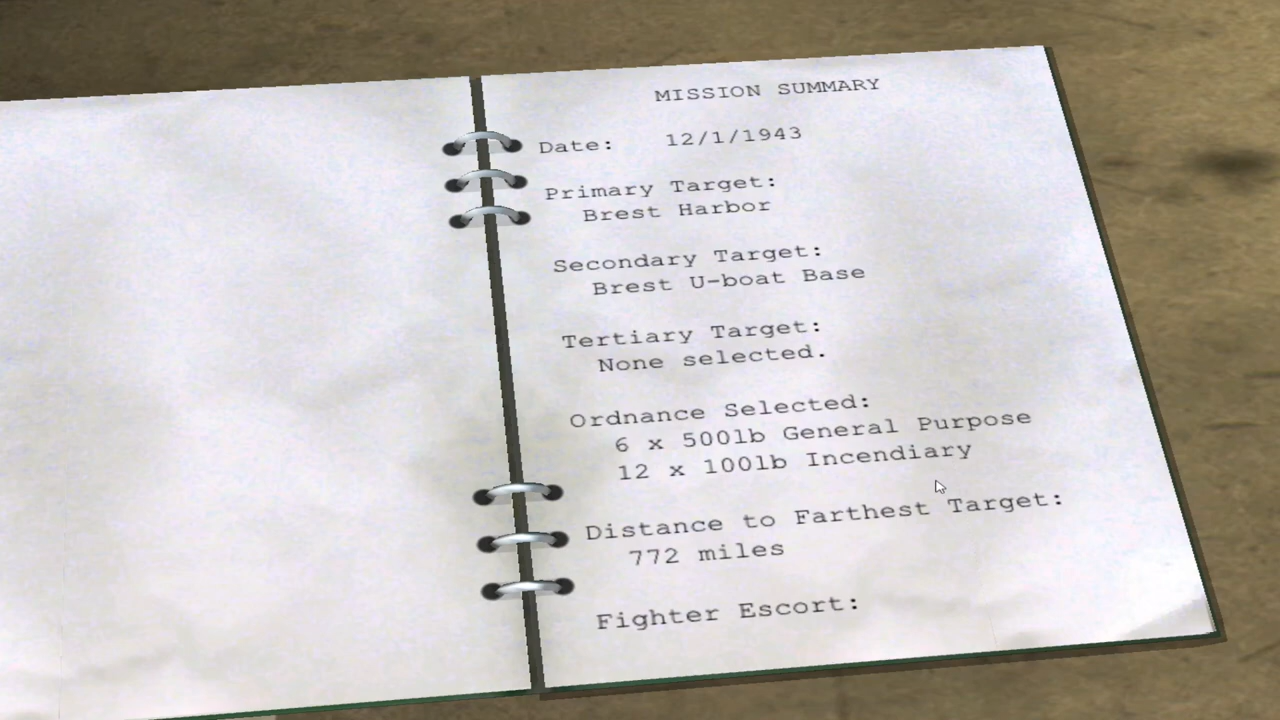 MISSION SUMMARY
Date: 12/1/1943
Primary Target:
Brest Harbor
Secondary Target:
Brest U-boat Base
Tertiary Target:
None selected.
Ordnance Selected:
6 x 500lb General Purpose
12 x 100lb Incendiary
Distance to Farthest Target:
772 miles
Fighter Escort: